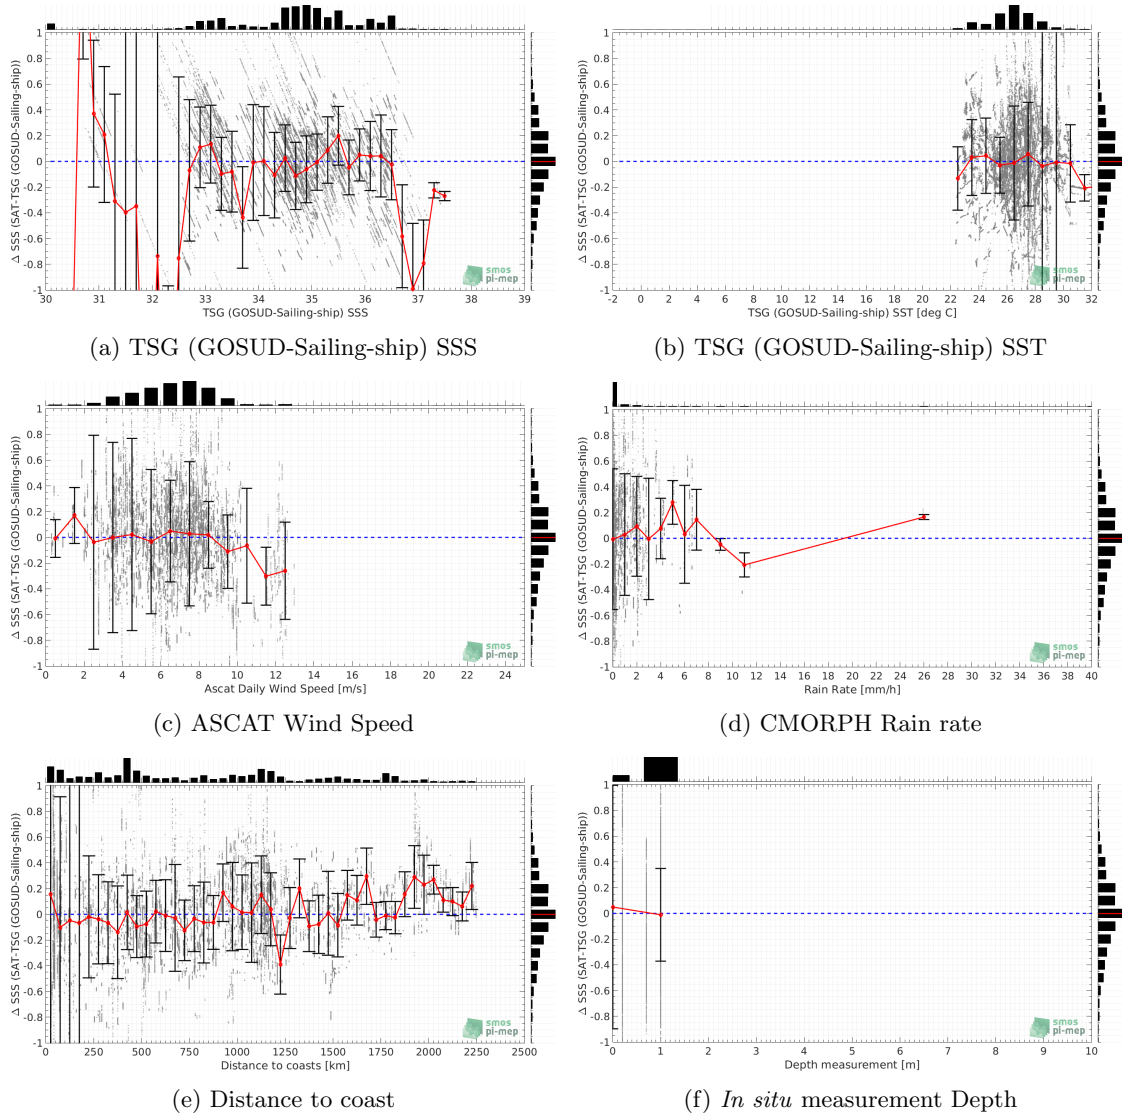 1
0.8
0.6
0.4
0.2
0
-0.2
-0.4
-0.6
-0.8
-1
Δ SSS (SAT-TSG (GOSUD-Sailing-ship))
30 31 32 33 34 35 36 37 38 39
TSG (GOSUD-Sailing-ship) SSS
smos
pi-mep
(a) TSG (GOSUD-Sailing-ship) SSS
1
0.8
0.6
0.4
0.2
0
-0.2
-0.4
-0.6
-0.8
-1
Δ SSS (SAT-TSG (GOSUD-Sailing-ship))
-2 0 2 4 6 8 10 12 14 16 18 20 22 24 26 28 30 32
TSG (GOSUD-Sailing-ship) SST [deg C]
smos
pi-mep
(b) TSG (GOSUD-Sailing-ship) SST
1
0.8
0.6
0.4
0.2
0
-0.2
-0.4
-0.6
-0.8
-1
Δ SSS (SAT-TSG (GOSUD-Sailing-ship))
0 2 4 6 8 10 12 14 16 18 20 22 24
Ascat Daily Wind Speed [m/s]
smos
pi-mep
(c) ASCAT Wind Speed
1
0.8
0.6
0.4
0.2
0
-0.2
-0.4
-0.6
-0.8
-1
Δ SSS (SAT-TSG (GOSUD-Sailing-ship))
0 2 4 6 8 10 12 14 16 18 20 22 24 26 28 30 32 34 36 38 40
Rain Rate [mm/h]
smos
pi-mep
(d) CMORPH Rain rate
1
0.8
0.6
0.4
0.2
0
-0.2
-0.4
-0.6
-0.8
-1
Δ SSS (SAT-TSG (GOSUD-Sailing-ship))
0 250 500 750 1000 1250 1500 1750 2000 2250 2500
Distance to coasts [km]
smos
pi-mep
(e) Distance to coast
1
0.8
0.6
0.4
0.2
0
-0.2
-0.4
-0.6
-0.8
-1
Δ SSS (SAT-TSG (GOSUD-Sailing-ship))
0 1 2 3 4 5 6 7 8 9 10
Depth measurement [m]
smos
pi-mep
(f) In situ measurement Depth